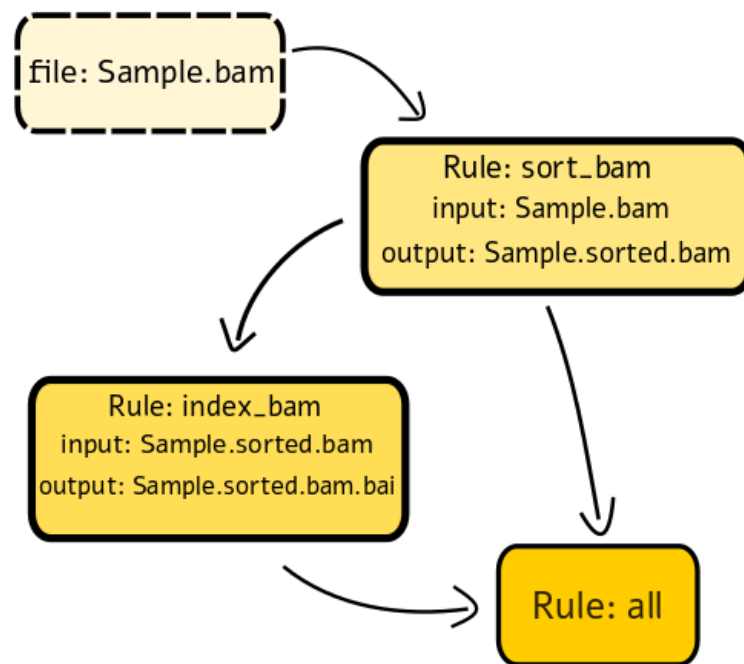 file: Sample.bam
Rule: sort_bam
input: Sample.bam
output: Sample.sorted.bam
Rule: index_bam
input: Sample.sorted.bam
output: Sample.sorted.bam.bai
Rule: all